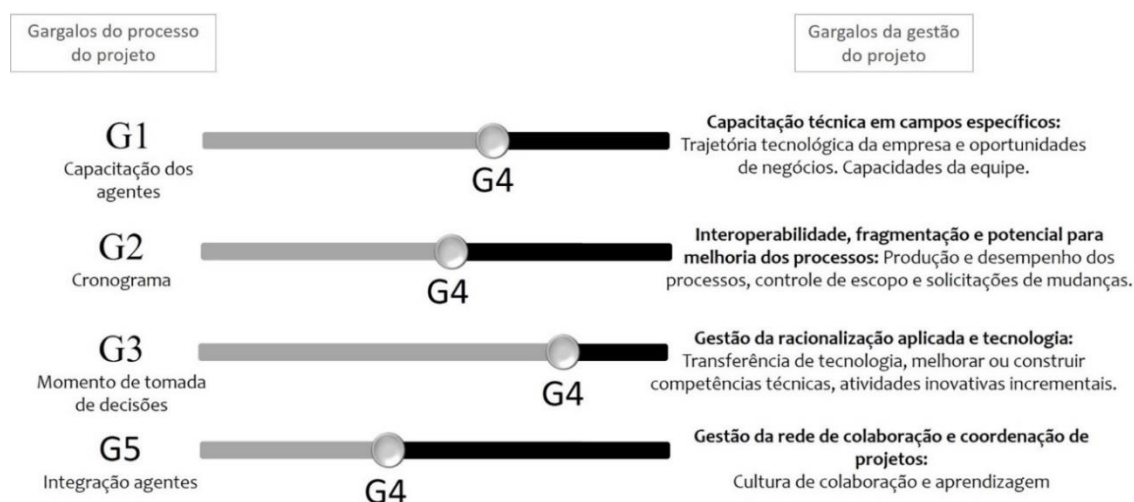 Gargalos do processo
do projeto
Gargalos da gestão
do projeto
G1
Capacitação dos
agentes
G4
Capacitação técnica em campos específicos:
Trajetória tecnológica da empresa e oportunidades
de negócios. Capacidades da equipe.
G2
Cronograma
G4
Interoperabilidade, fragmentação e potencial para
melhoria dos processos: Produção e desempenho dos
processos, controle de escopo e solicitações de mudanças.
G3
Momento de tomada
de decisões
G4
Gestão da racionalização aplicada e tecnologia:
Transferência de tecnologia, melhorar ou construir
competências técnicas, atividades inovativas incrementais.
G5
Integração agentes
G4
Gestão da rede de colaboração e coordenação de
projetos:
Cultura de colaboração e aprendizagem